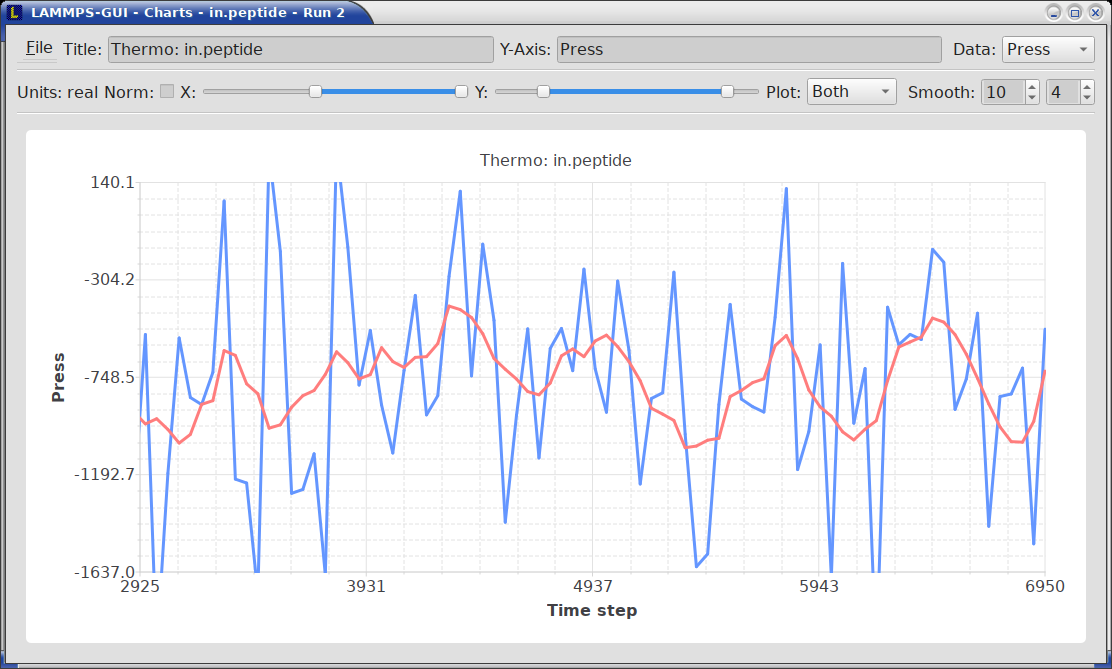 LAMMPS-GUI - Charts - in.peptide - Run 2
File Title: Thermo: in.peptide Y-Axis: Press Data: Press
Units: real Norm: X: Y: Plot: Both Smooth: 10 4
Thermo: in.peptide
140.1
-304.2
-748.5
-1192.7
-1637.0
Press
2925 3931 4937 5943 6950
Time step